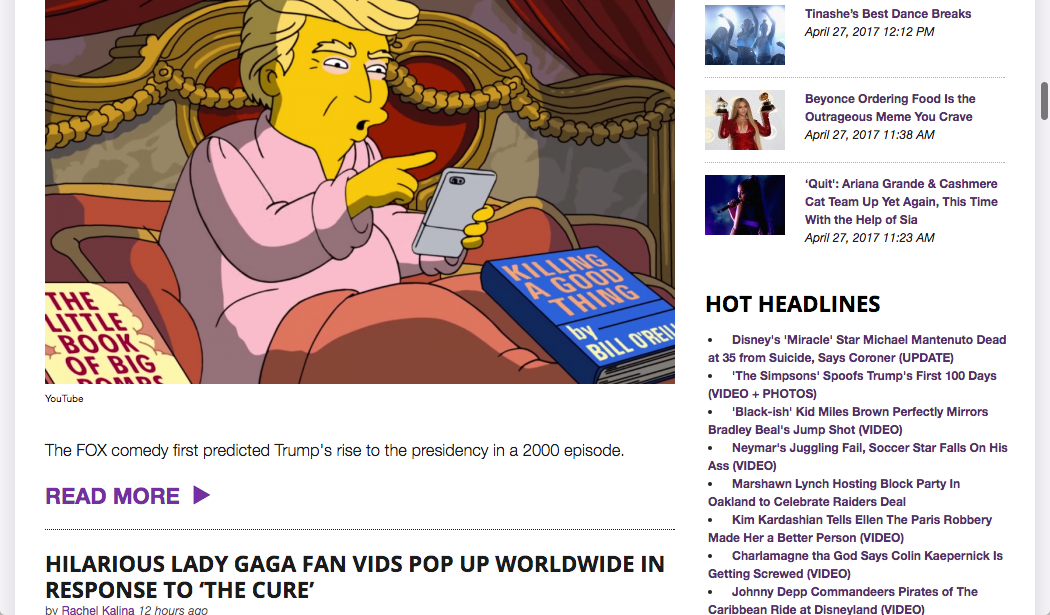 THE
LITTLE
BOOK
OF BIG
BOMBS
KILLING
A GOOD
THING
by
BILL O'REILL
YouTube
The FOX comedy first predicted Trump's rise to the presidency in a 2000 episode.
READ MORE
HILARIOUS LADY GAGA FAN VIDS POP UP WORLDWIDE IN
RESPONSE TO ‘THE CURE’
by Rachel Kalina 12 hours ago
Tinashe’s Best Dance Breaks
April 27, 2017 12:12 PM
Beyonce Ordering Food Is the
Outrageous Meme You Crave
April 27, 2017 11:38 AM
‘Quit': Ariana Grande & Cashmere
Cat Team Up Yet Again, This Time
With the Help of Sia
April 27, 2017 11:23 AM
HOT HEADLINES
• Disney's 'Miracle' Star Michael Mantenuto Dead
at 35 from Suicide, Says Coroner (UPDATE)
• 'The Simpsons' Spoofs Trump's First 100 Days
(VIDEO + PHOTOS)
• 'Black-ish' Kid Miles Brown Perfectly Mirrors
Bradley Beal's Jump Shot (VIDEO)
• Neymar's Juggling Fail, Soccer Star Falls On His
Ass (VIDEO)
• Marshawn Lynch Hosting Block Party In
Oakland to Celebrate Raiders Deal
• Kim Kardashian Tells Ellen The Paris Robbery
Made Her a Better Person (VIDEO)
• Charlamagne tha God Says Colin Kaepernick Is
Getting Screwed (VIDEO)
• Johnny Depp Commandeers Pirates of The
Caribbean Ride at Disneyland (VIDEO)